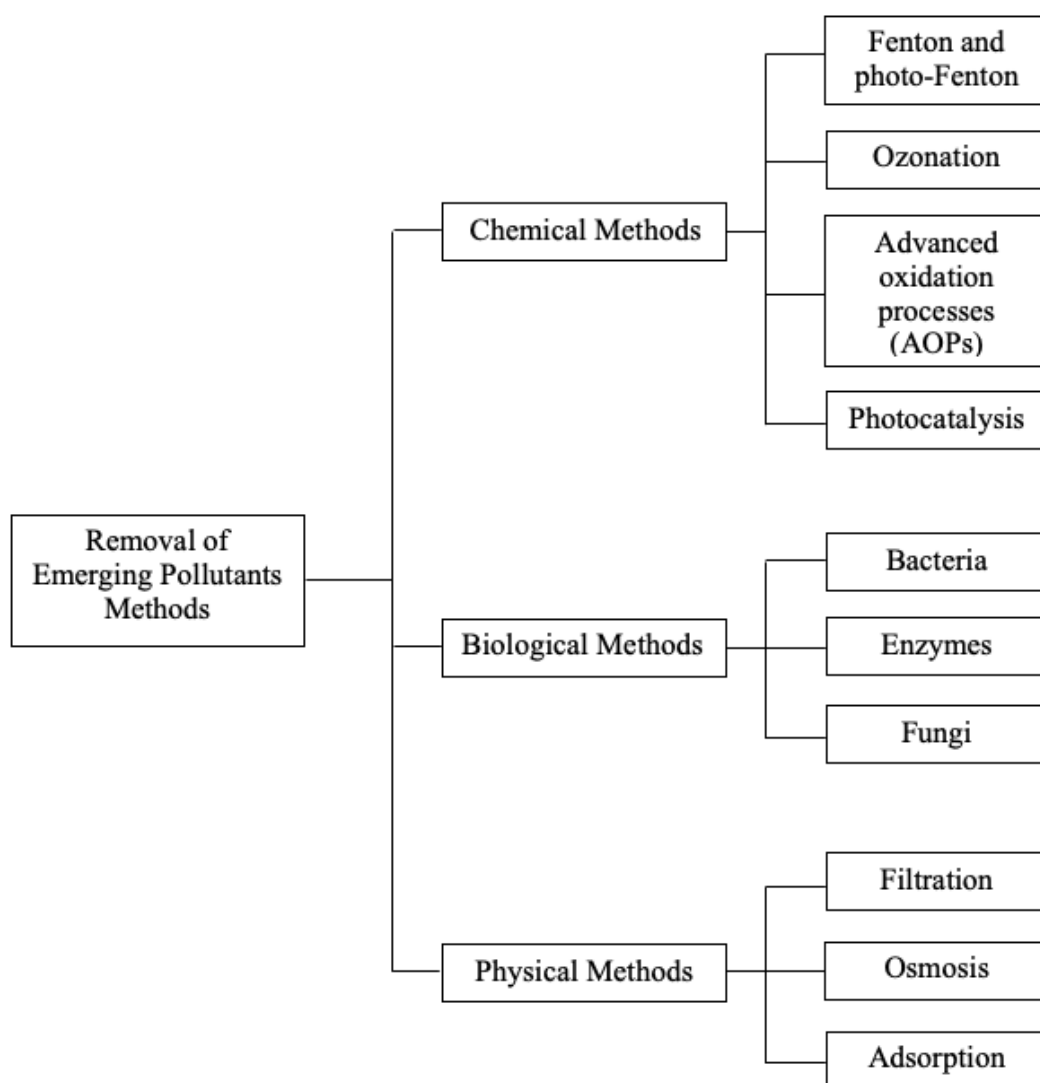 Removal of
Emerging Pollutants
Methods
Chemical Methods
Fenton and
photo-Fenton
Ozonation
Advanced
oxidation
processes
(AOPs)
Photocatalysis
Biological Methods
Bacteria
Enzymes
Fungi
Physical Methods
Filtration
Osmosis
Adsorption